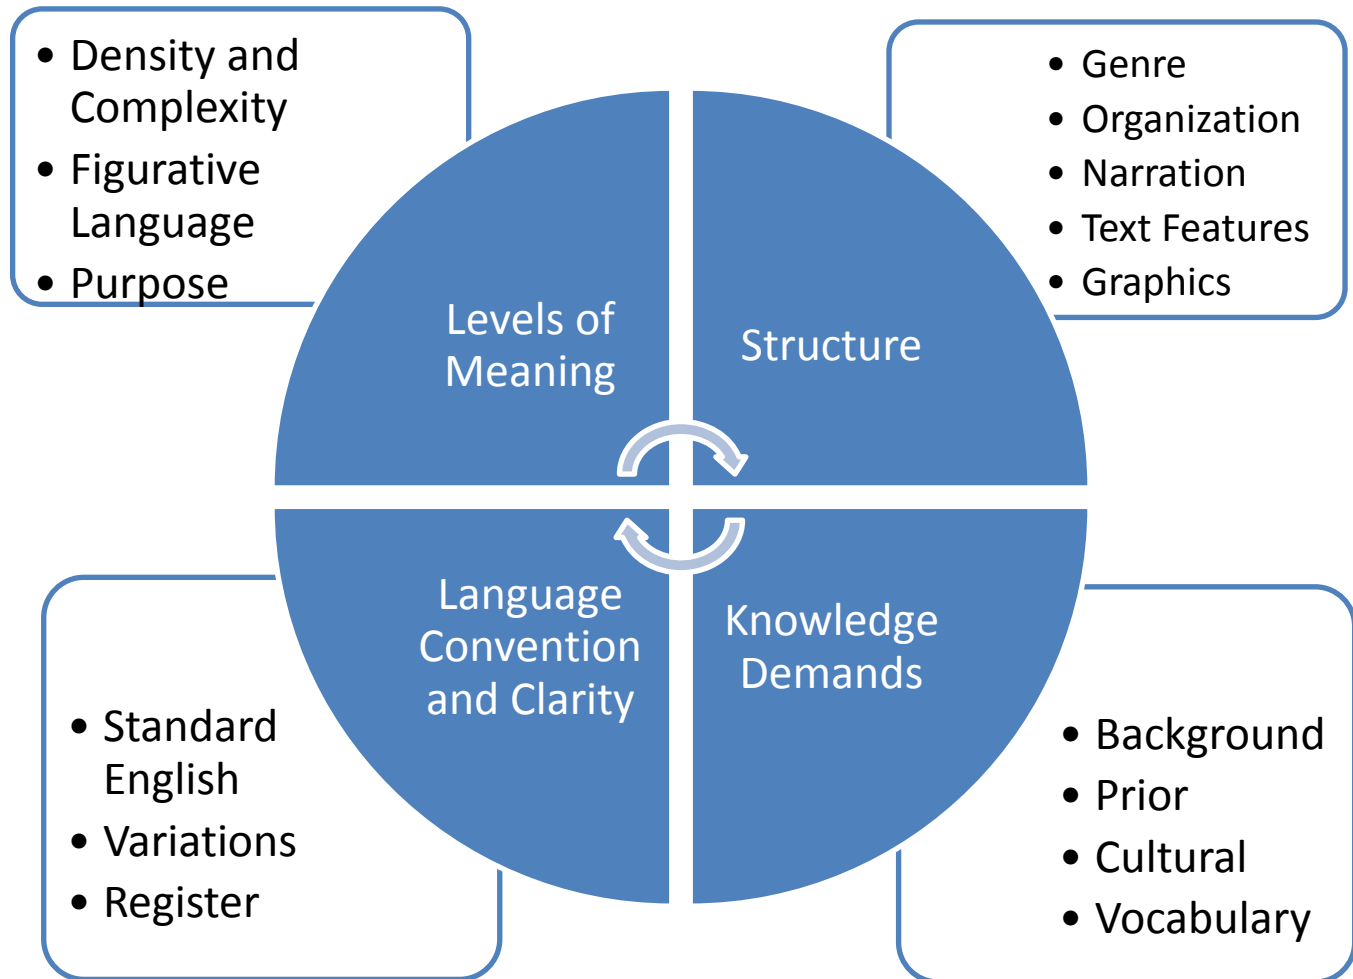 • Density and
Complexity
• Figurative
Language
• Purpose
• Genre
• Organization
• Narration
• Text Features
• Graphics
Levels of
Meaning
Structure
Language
Convention
and Clarity
Knowledge
Demands
• Standard
English
• Variations
• Register
• Background
• Prior
• Cultural
• Vocabulary